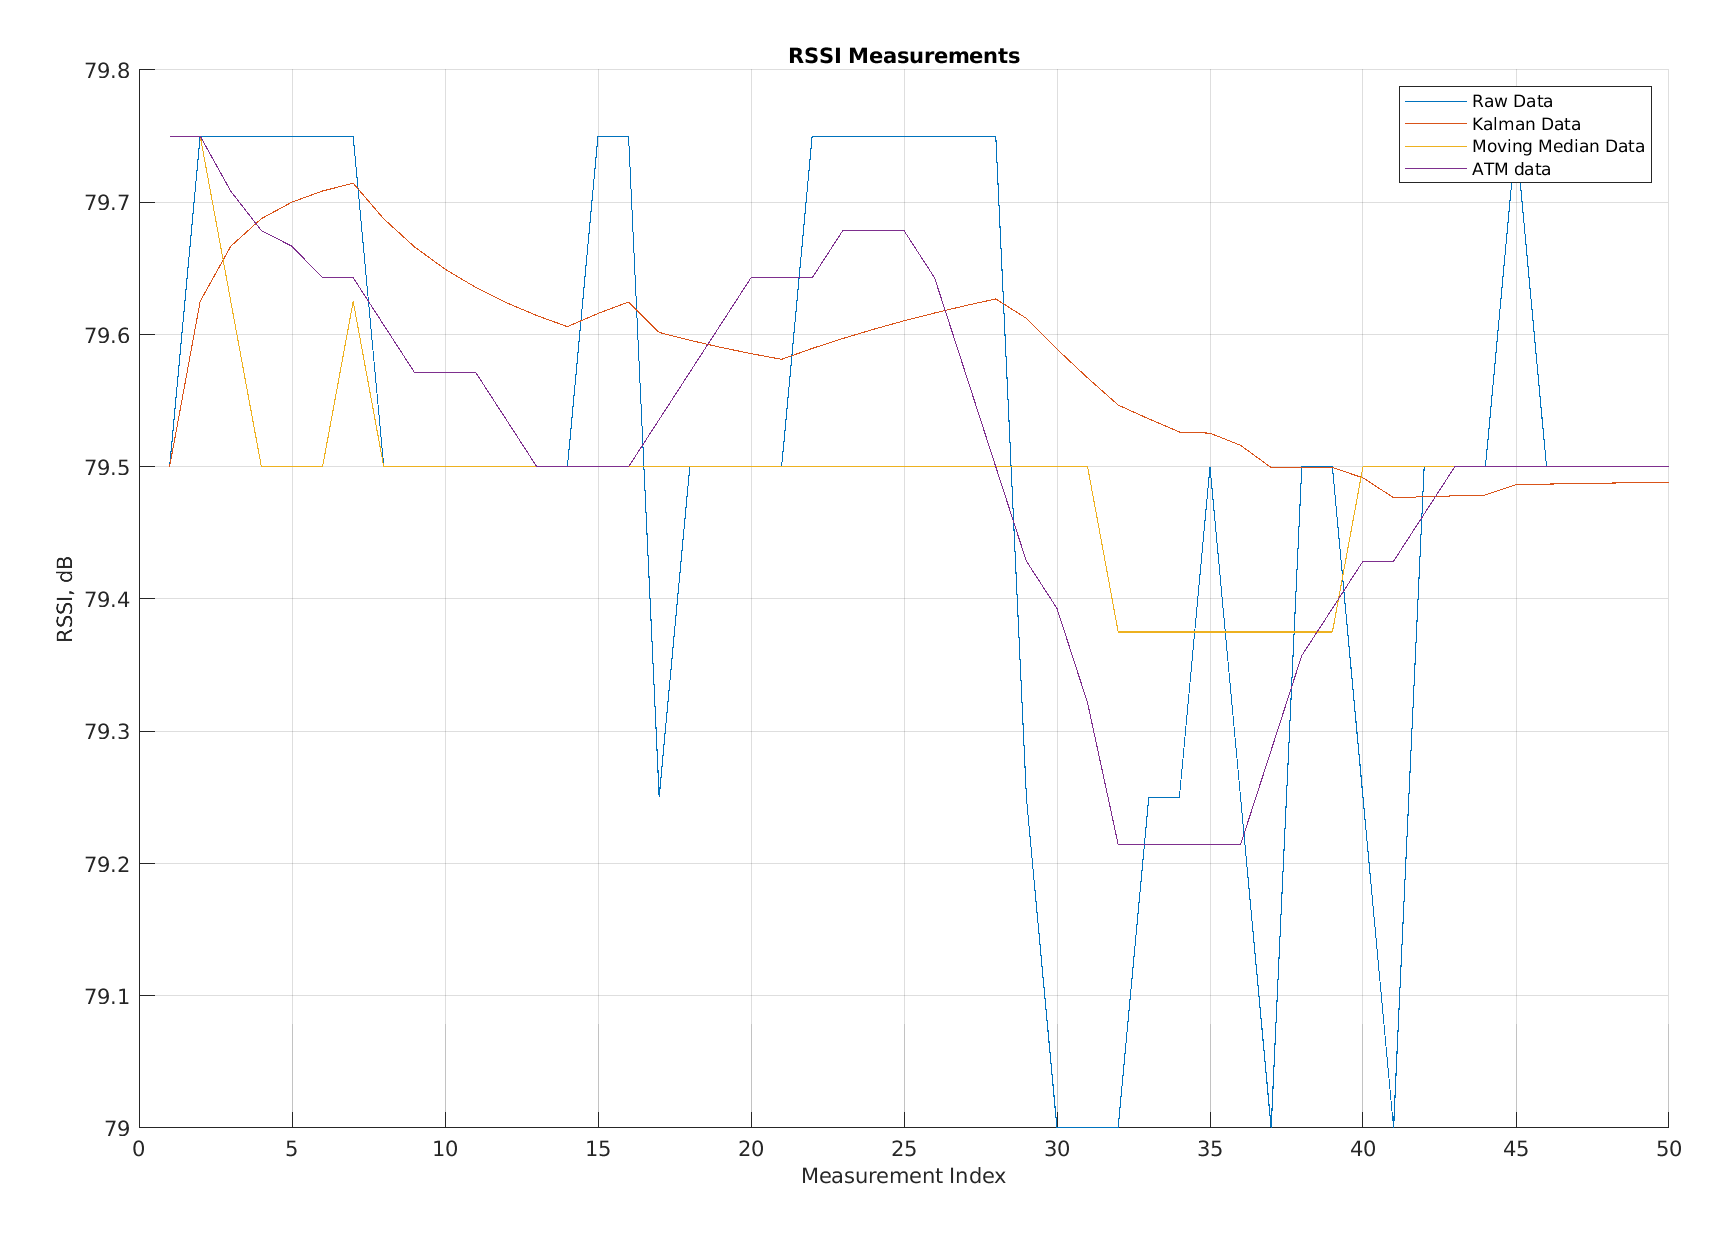 RSSI Measurements
79.8
79.7
79.6
79.5
79.4
79.3
79.2
79.1
79
RSSI, dB
Raw Data
Kalman Data
Moving Median Data
ATM data
0 5 10 15 20 25 30 35 40 45 50
Measurement Index